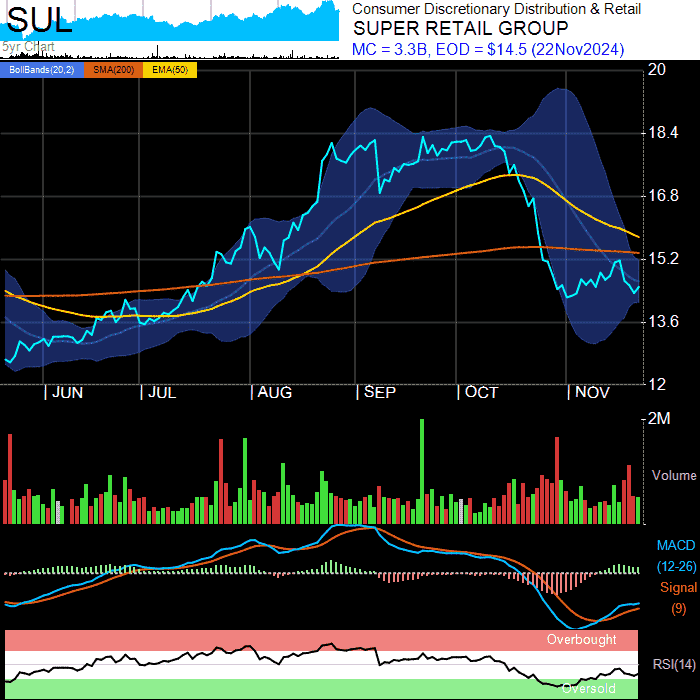 SUL
5yr Chart
Consumer Discretionary Distribution & Retail
SUPER RETAIL GROUP
MC = 3.3B, EOD = $14.5 (22Nov2024)
BollBands(20,2) SMA(200) EMA(50)
20
18.4
16.8
15.2
13.6
12
JUN JUL AUG SEP OCT NOV
2M
Volume
MACD
(12-26)
Signal
(9)
Overbought
RSI(14)
Oversold